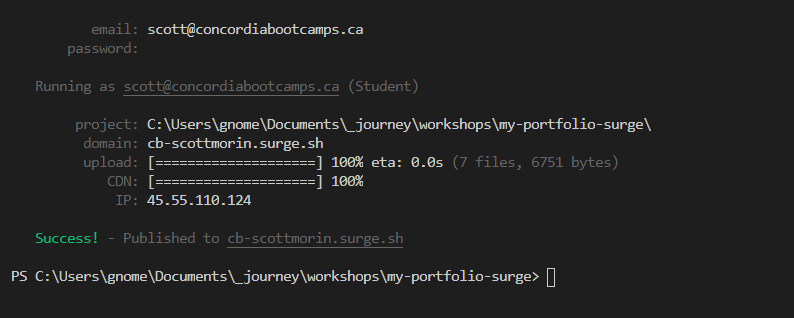 email: scott@concordiabootcamps.ca
password:
Running as scott@concordiabootcamps.ca (Student)
project: C:\Users\gnome\Documents\_journey\workshops\my-portfolio-surge\
domain: cb-scottmorin.surge.sh
upload: [====================] 100% eta: 0.0s (7 files, 6751 bytes)
CDN: [====================] 100%
IP: 45.55.110.124
Success! - Published to cb-scottmorin.surge.sh
PS C:\Users\gnome\Documents\_journey\workshops\my-portfolio-surge>